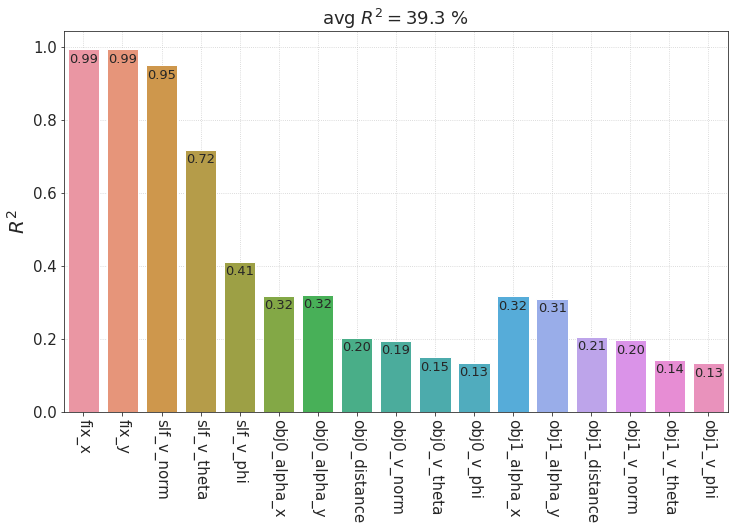 avg R² = 39.3 %
R²
1.0
0.8
0.6
0.4
0.2
0.0
0.99
0.99
0.95
0.72
0.41
0.32
0.32
0.20
0.19
0.15
0.13
0.32
0.31
0.21
0.20
0.14
0.13
fix_x
fix_y
slf_v_norm
slf_v_theta
slf_v_phi
obj0_alpha_x
obj0_alpha_y
obj0_distance
obj0_v_norm
obj0_v_theta
obj0_v_phi
obj1_alpha_x
obj1_alpha_y
obj1_distance
obj1_v_norm
obj1_v_theta
obj1_v_phi